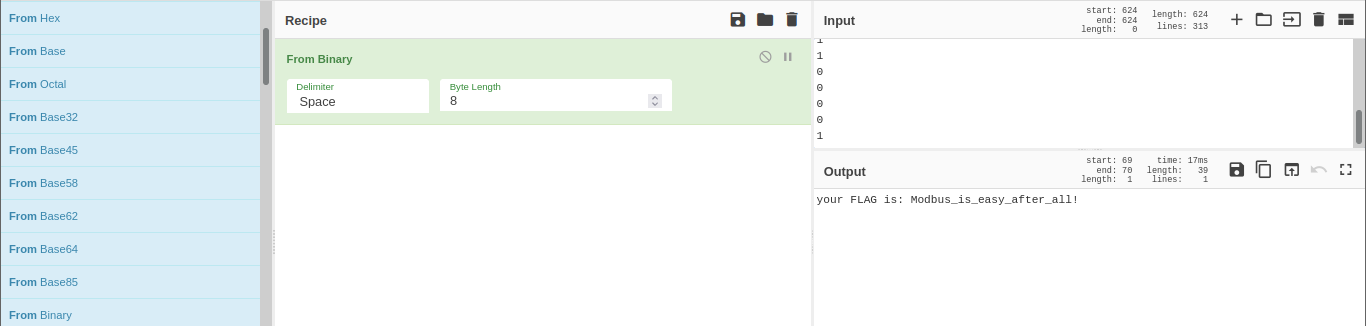 From Hex
From Base
From Octal
From Base32
From Base45
From Base58
From Base62
From Base64
From Base85
From Binary
Recipe
From Binary
Delimiter
Space
Byte Length
8
Input
start: 624
end: 624
length: 0
length: 624
lines: 313
1
1
0
0
0
0
1
Output
start: 69
end: 70
length: 1
time: 17ms
length: 39
lines: 1
your FLAG is: Modbus_is_easy_after_all!